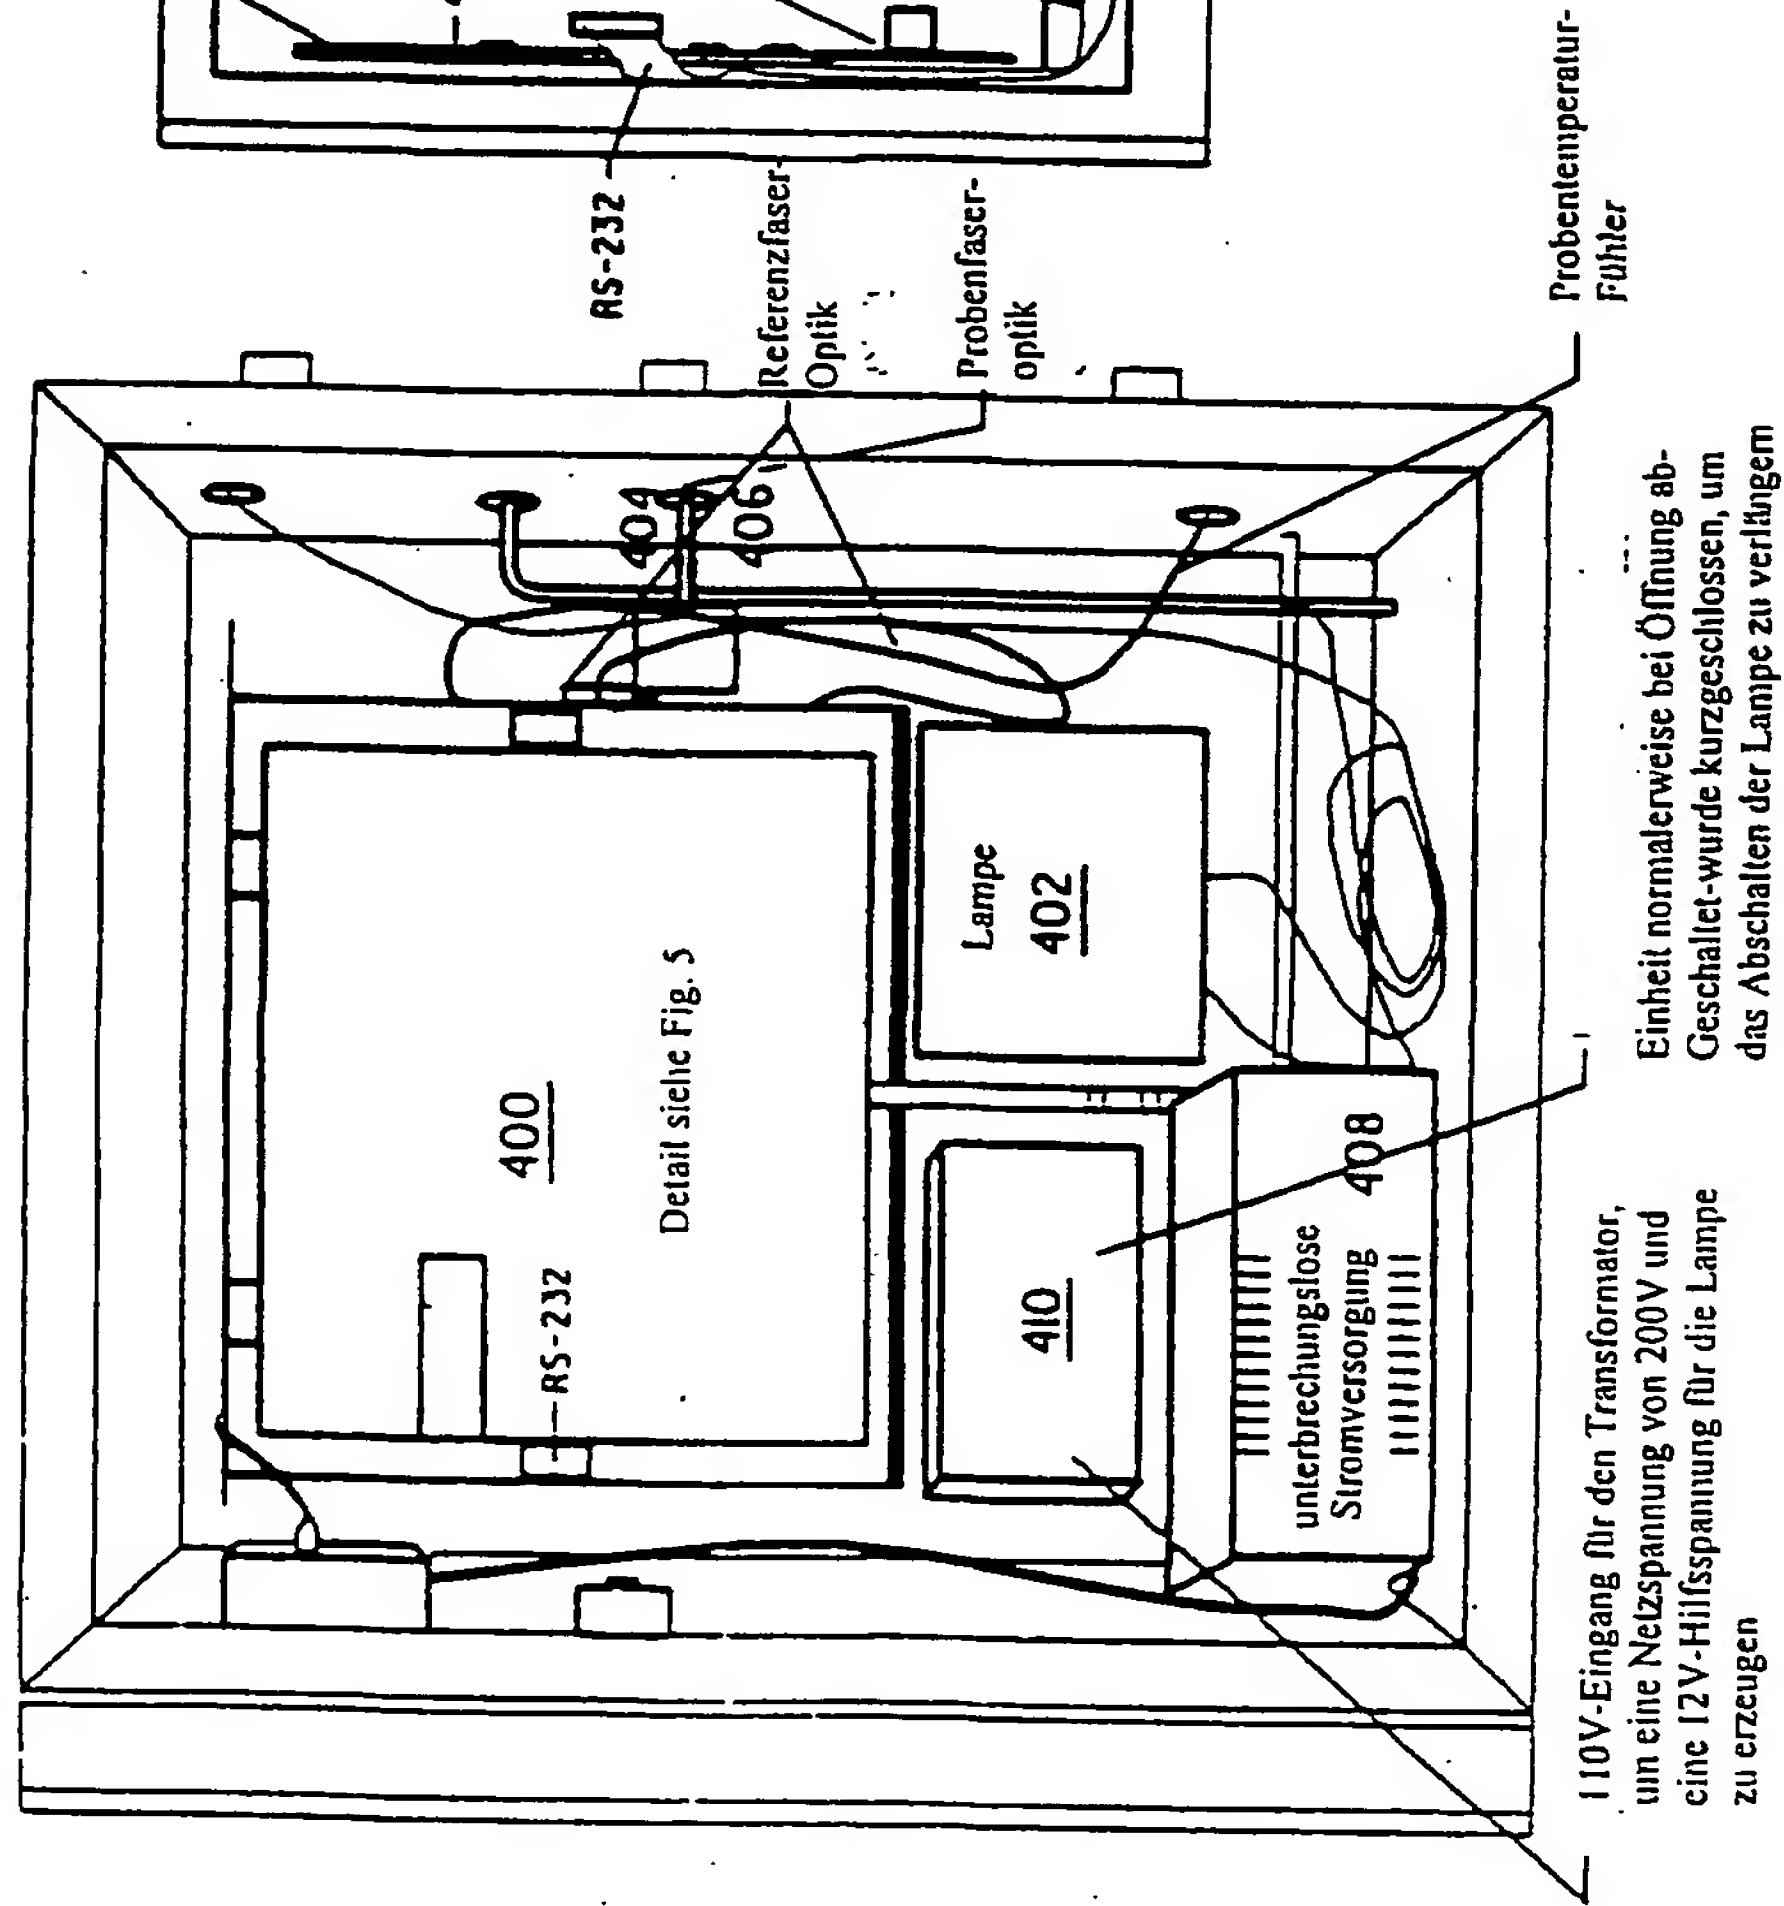 RS-232
Referenzfaser-
Optik
Probenfaser-
optik
Probentemperatur-
Fühler
404
406
400
Detail siehe Fig. 5
RS-232
Lampe
402
410
408
unterbrechungslose
Stromversorgung
110V-Eingang für den Transformator,
um eine Netzspannung von 200V und
eine 12V-Hilfsspannung für die Lampe
zu erzeugen
Einheit normalerweise bei Öffnung ab-
Geschaltet-wurde kurzgeschlossen, um
das Abschalten der Lampe zu verlängern